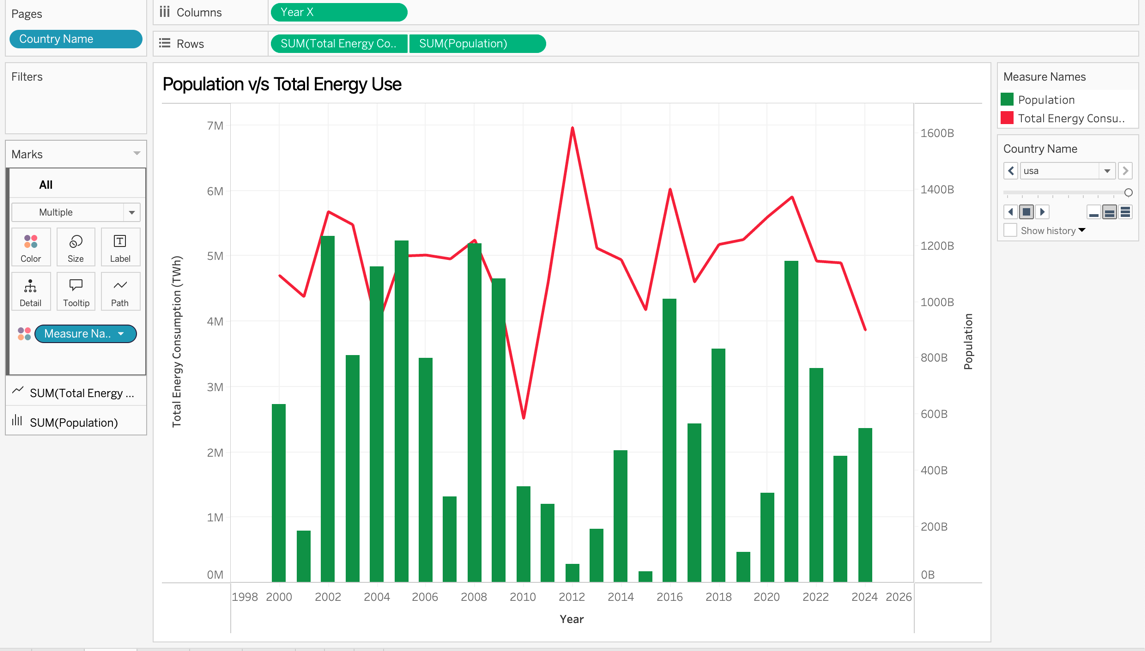 Pages
Country Name
Columns
Year X
Rows
SUM(Total Energy Co..
SUM(Population)
Filters
Marks
All
Multiple
Color
Size
Label
Detail
Tooltip
Path
Measure Na..
SUM(Total Energy ...
SUM(Population)
Population v/s Total Energy Use
Total Energy Consumption (TWh)
7M
6M
5M
4M
3M
2M
1M
0M
1600B
1400B
1200B
1000B
800B
600B
400B
200B
0B
Population
1998 2000 2002 2004 2006 2008 2010 2012 2014 2016 2018 2020 2022 2024 2026
Year
Measure Names
Population
Total Energy Consu..
Country Name
usa
Show history